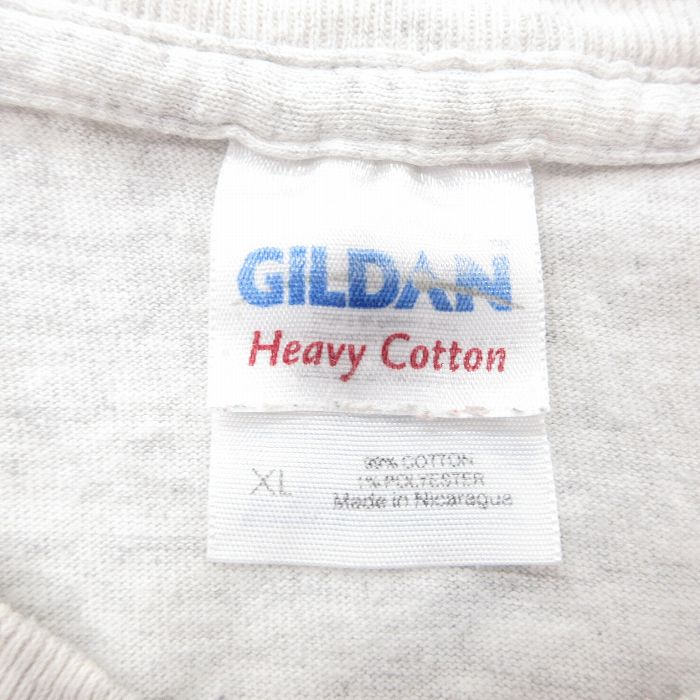 GILDAN
Heavy Cotton
XL
99% COTTON
1% POLYESTER
Made in Nicaragua